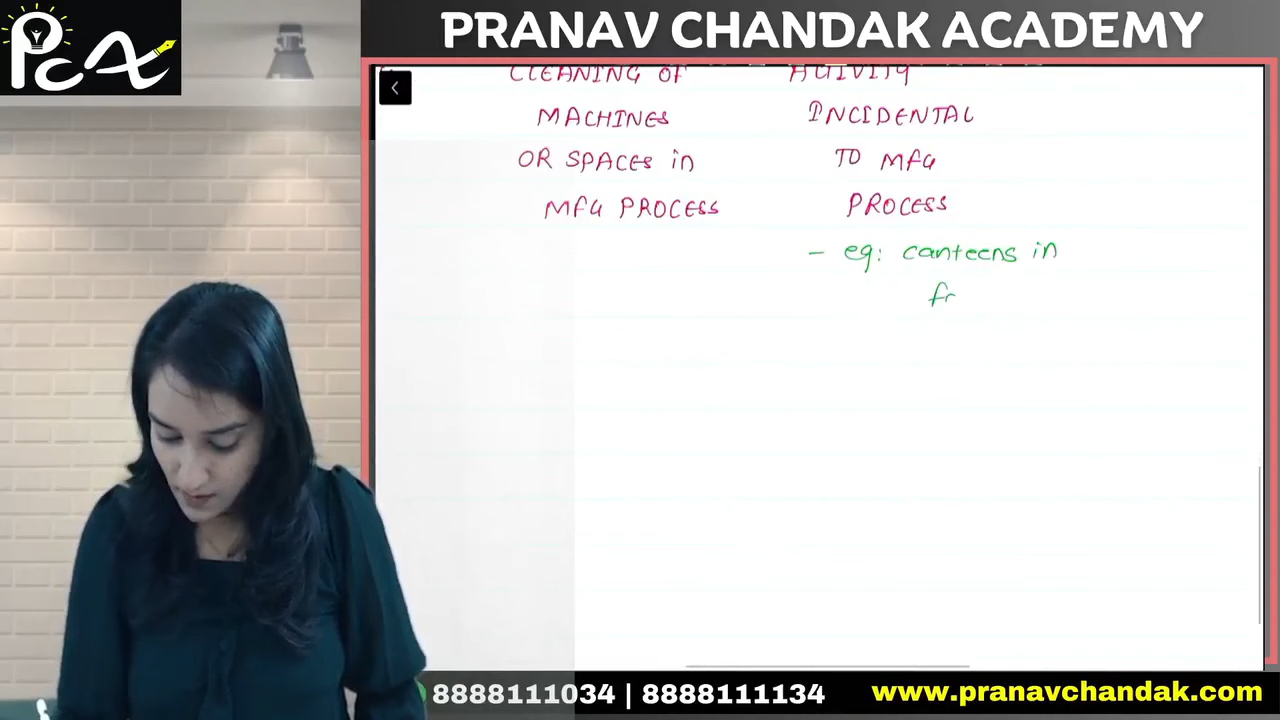 PCA
PRANAV CHANDAK ACADEMY
CLEANING OF
MACHINES
OR SPACES in
MFG PROCESS
ACTIVITY
INCIDENTAL
TO MFG
PROCESS
- eg: canteens in
8888111034 | 8888111134
www.pranavchandak.com